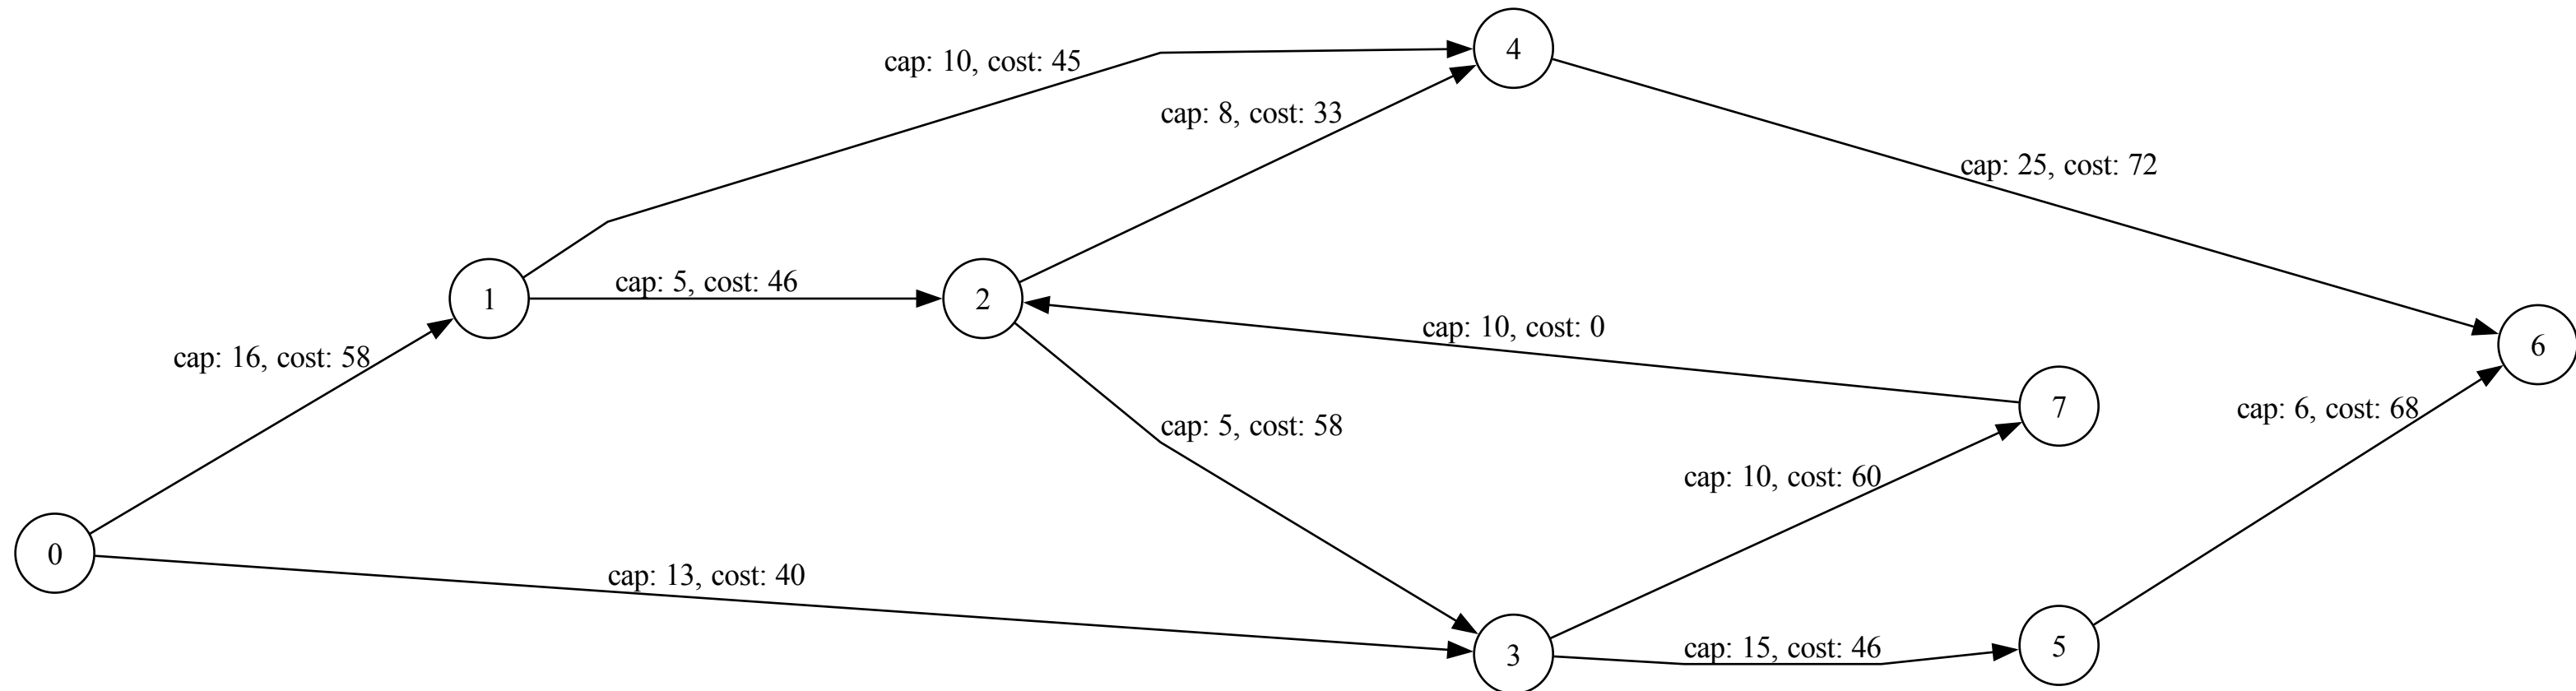 4
cap: 10, cost: 45
cap: 8, cost: 33
cap: 25, cost: 72
1
cap: 5, cost: 46
2
cap: 10, cost: 0
6
cap: 16, cost: 58
7
cap: 6, cost: 68
cap: 5, cost: 58
cap: 10, cost: 60
0
cap: 13, cost: 40
3
cap: 15, cost: 46
5